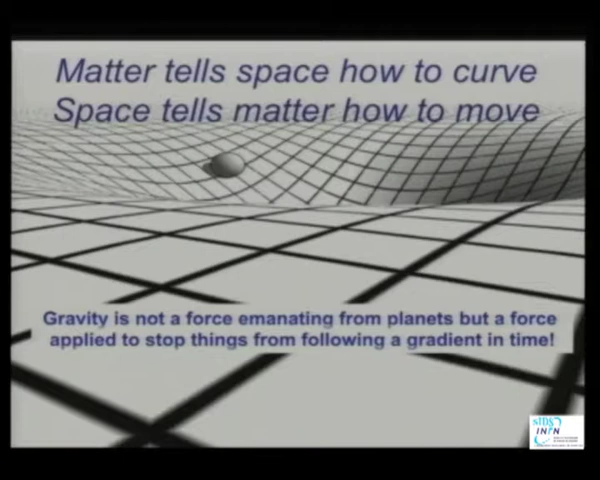 Matter tells space how to curve
Space tells matter how to move
Gravity is not a force emanating from planets but a force
applied to stop things from following a gradient in time!
SIDS
INFN